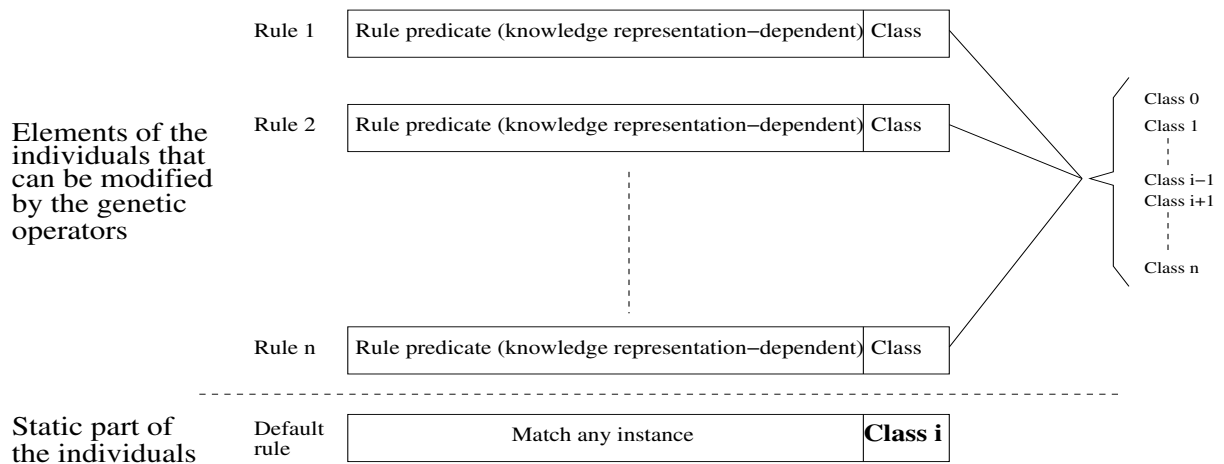 Rule 1
Rule predicate (knowledge representation−dependent)
Class
Rule 2
Rule predicate (knowledge representation−dependent)
Class
Elements of the
individuals that
can be modified
by the genetic
operators
Class 0
Class 1
Class i−1
Class i+1
Class n
Rule n
Rule predicate (knowledge representation−dependent)
Class
Static part of
the individuals
Default
rule
Match any instance
Class i